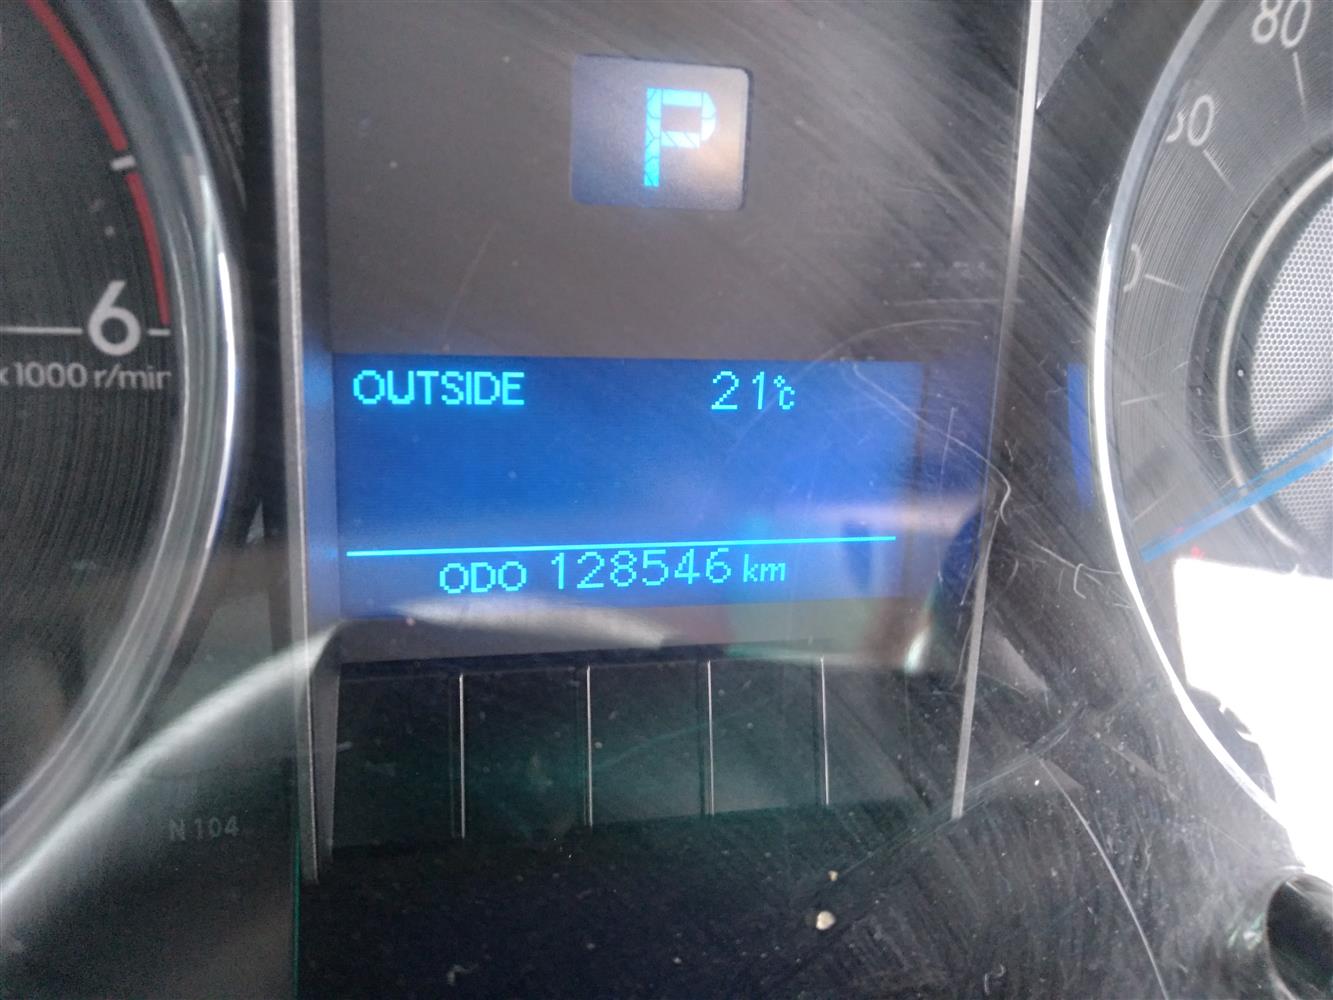 P
80
6
x1000 r/min
OUTSIDE 21℃
ODO 128546 km
N104